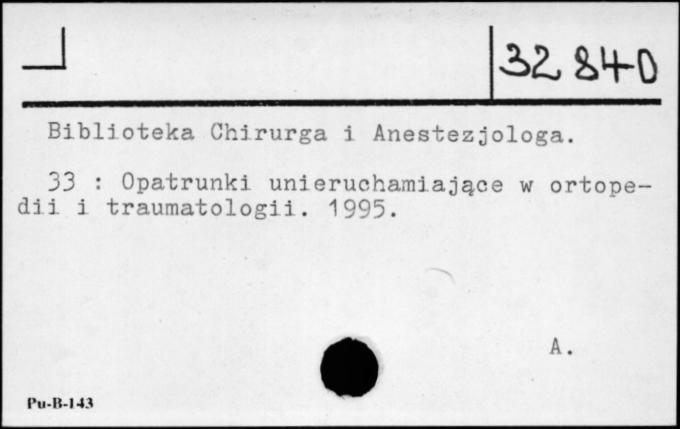 32 840
Biblioteka Chirurga i Anestezjologa.
33 : Opatrunki unieruchamiające w ortope-
dii i traumatologii. 1995.
A.
Pu-B-143